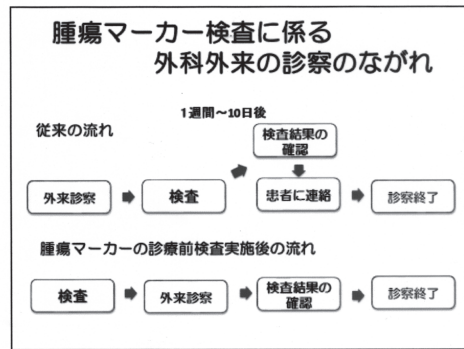 腫瘍マーカー検査に係る
外科外来の診察のながれ
1週間~10日後
従来の流れ
検査結果の
確認
外来診察
検査
患者に連絡
診察終了
腫瘍マーカーの診療前検査実施後の流れ
検査
外来診察
検査結果の
確認
診察終了